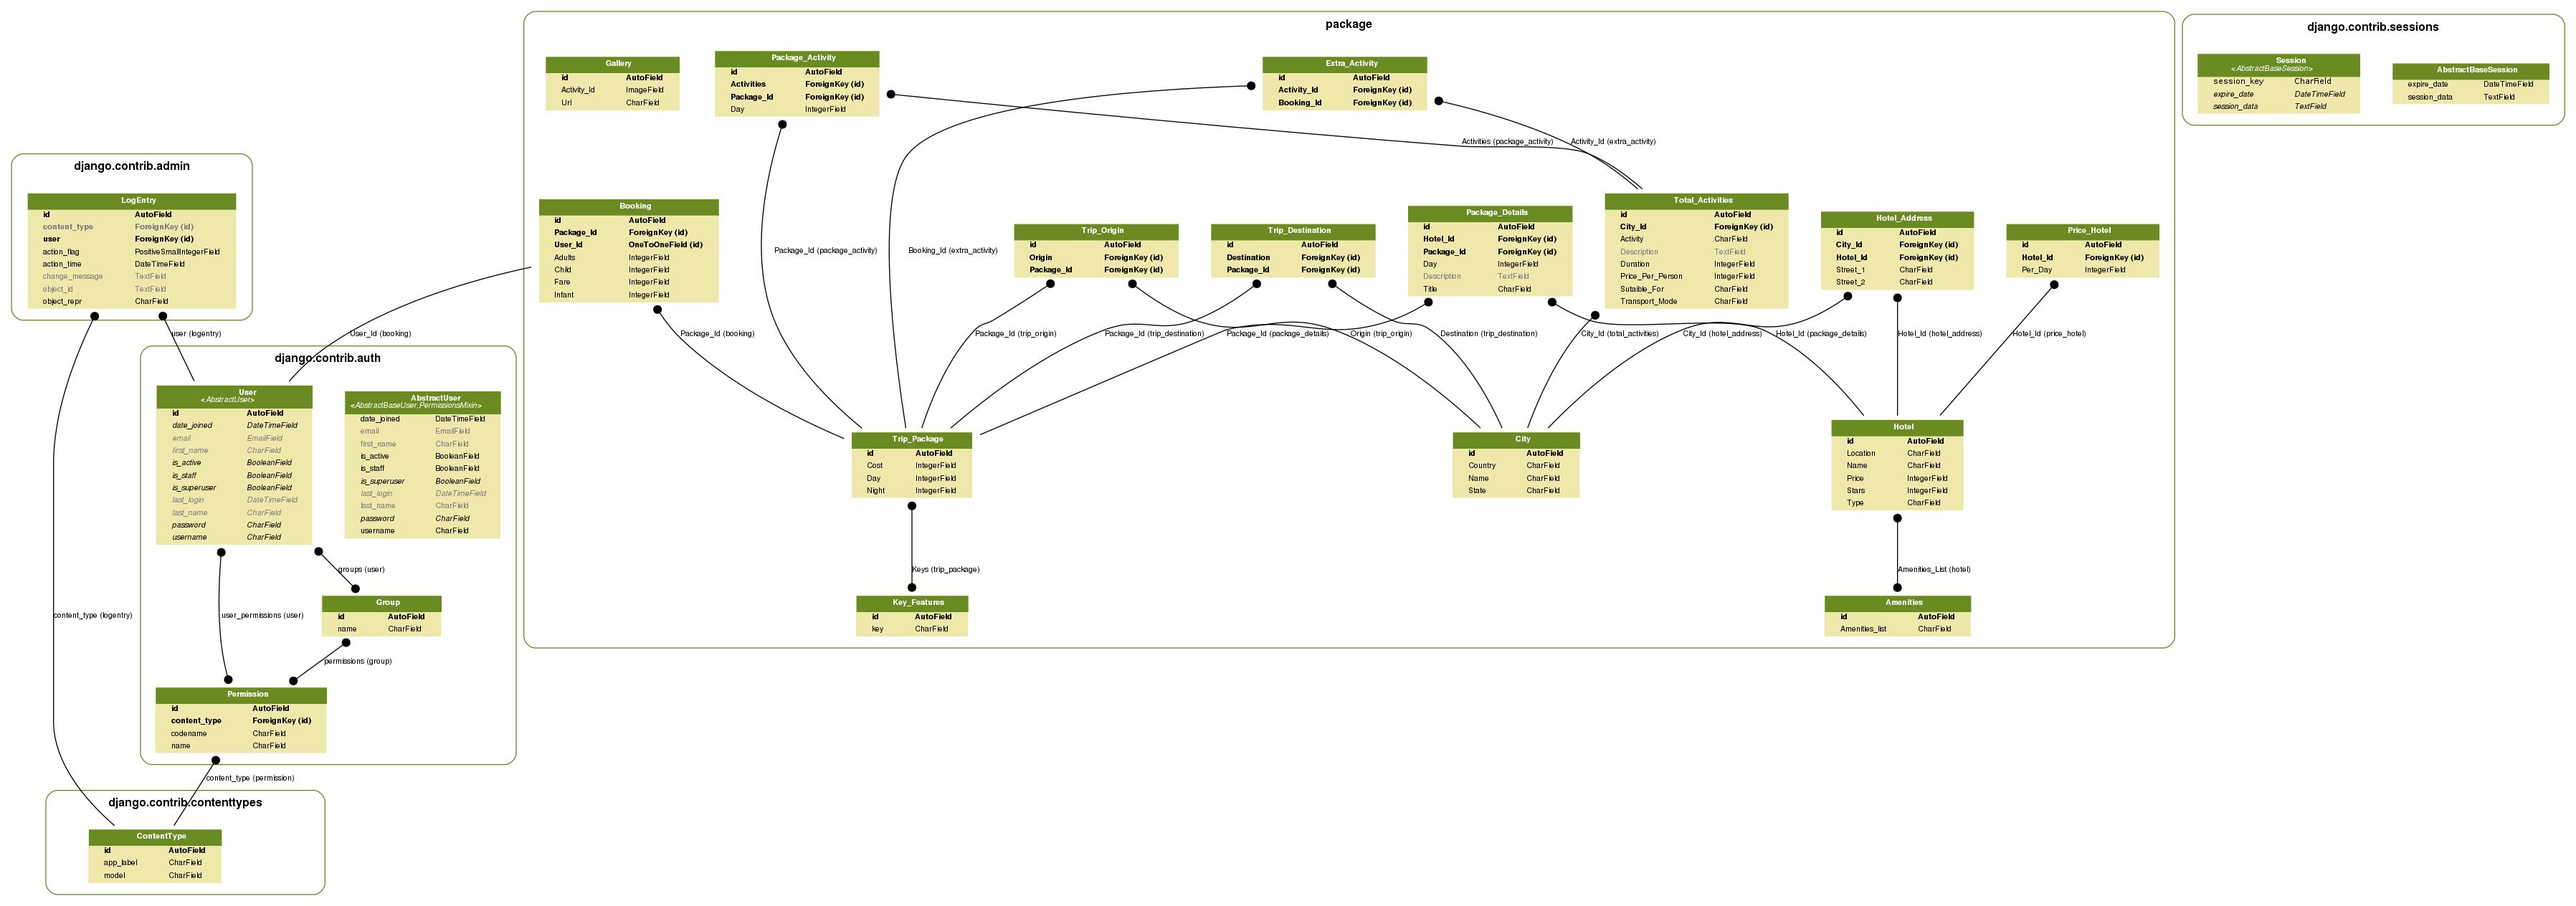 package
Gallery
id AutoField
Activity_Id ImageField
Url CharField
Package_Activity
id AutoField
Activities ForeignKey (id)
Package_Id ForeignKey (id)
Day IntegerField
Extra_Activity
id AutoField
Activity_Id ForeignKey (id)
Booking_Id ForeignKey (id)
Activities (package_activity)
Activity_Id (extra_activity)
Booking
id AutoField
Package_Id ForeignKey (id)
User_Id OneToOneField (id)
Adults IntegerField
Child IntegerField
Fare IntegerField
Infant IntegerField
Package_Id (package_activity)
Booking_Id (extra_activity)
Trip_Origin
id AutoField
Origin ForeignKey (id)
Package_Id ForeignKey (id)
Trip_Destination
id AutoField
Destination ForeignKey (id)
Package_Id ForeignKey (id)
Package_Details
id AutoField
Hotel_Id ForeignKey (id)
Package_Id ForeignKey (id)
Day IntegerField
Description TextField
Title CharField
Total_Activities
id AutoField
City_Id ForeignKey (id)
Activity CharField
Description TextField
Duration IntegerField
Price_Per_Person IntegerField
Sutaible_For CharField
Transport_Mode CharField
Hotel_Address
id AutoField
City_Id ForeignKey (id)
Hotel_Id ForeignKey (id)
Street_1 CharField
Street_2 CharField
Price_Hotel
id AutoField
Hotel_Id ForeignKey (id)
Per_Day IntegerField
Package_Id (booking)
Package_Id (trip_origin)
Package_Id (trip_destination)
Package_Id (package_details)
Origin (trip_origin)
Destination (trip_destination)
City_Id (total_activities)
City_Id (hotel_address)
Hotel_Id (package_details)
Hotel_Id (hotel_address)
Hotel_Id (price_hotel)
Trip_Package
id AutoField
Cost IntegerField
Day IntegerField
Night IntegerField
City
id AutoField
Country CharField
Name CharField
State CharField
Hotel
id AutoField
Location CharField
Name CharField
Price IntegerField
Stars IntegerField
Type CharField
Keys (trip_package)
Amenities_List (hotel)
Key_Features
id AutoField
key CharField
Amenities
id AutoField
Amenities_list CharField
django.contrib.sessions
Session
<AbstractBaseSession>
session_key CharField
expire_date DateTimeField
session_data TextField
AbstractBaseSession
expire_date DateTimeField
session_data TextField
django.contrib.admin
LogEntry
id AutoField
content_type ForeignKey (id)
user ForeignKey (id)
action_flag PositiveSmallIntegerField
action_time DateTimeField
change_message TextField
object_id TextField
object_repr CharField
user (logentry)
User_Id (booking)
content_type (logentry)
django.contrib.auth
User
<AbstractUser>
id AutoField
date_joined DateTimeField
email EmailField
first_name CharField
is_active BooleanField
is_staff BooleanField
is_superuser BooleanField
last_login DateTimeField
last_name CharField
password CharField
username CharField
AbstractUser
<AbstractBaseUser,PermissionsMixin>
date_joined DateTimeField
email EmailField
first_name CharField
is_active BooleanField
is_staff BooleanField
is_superuser BooleanField
last_login DateTimeField
last_name CharField
password CharField
username CharField
groups (user)
user_permissions (user)
Group
id AutoField
name CharField
permissions (group)
Permission
id AutoField
content_type ForeignKey (id)
codename CharField
name CharField
content_type (permission)
django.contrib.contenttypes
ContentType
id AutoField
app_label CharField
model CharField